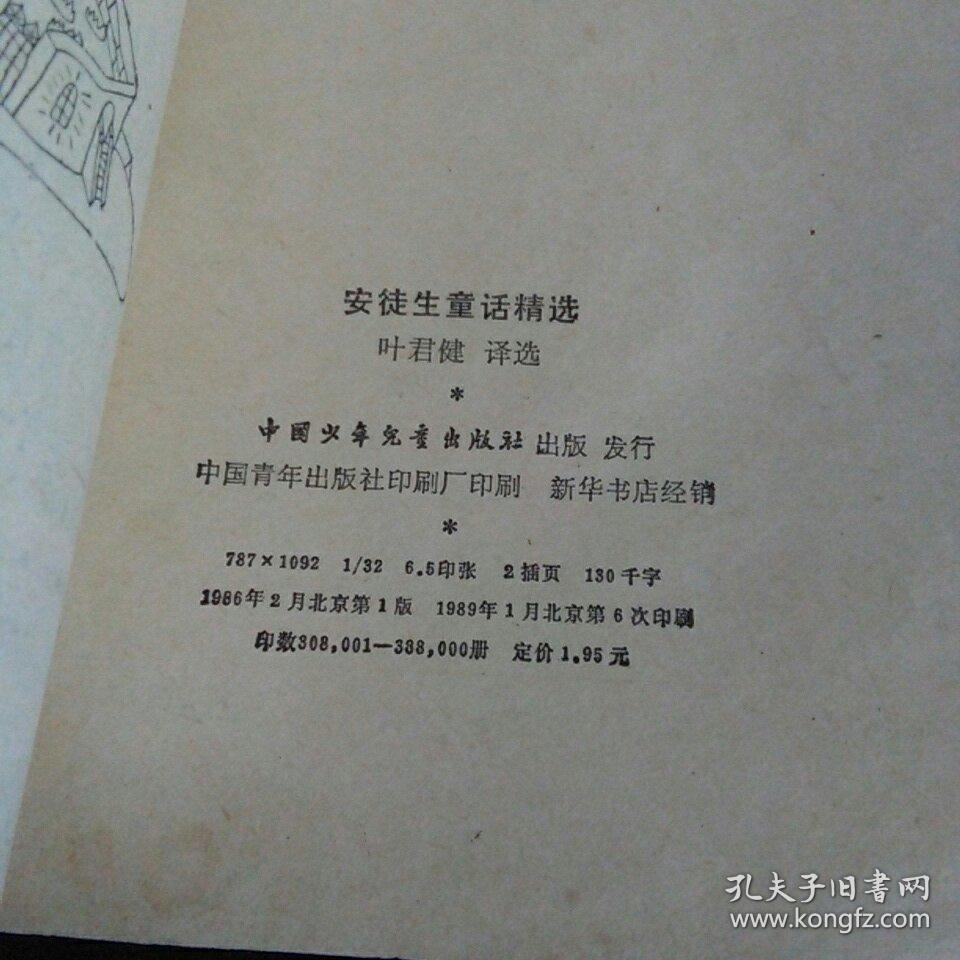 安徒生童话精选
叶君健 译选
*
中国少年儿童出版社 出版 发行
中国青年出版社印刷厂印刷 新华书店经销
*
787×1092 1/32 6.5印张 2插页 130千字
1986年2月北京第1版 1989年1月北京第6次印刷
印数308,001—338,000册 定价1.95元
孔夫子旧書网
www.kongfz.com